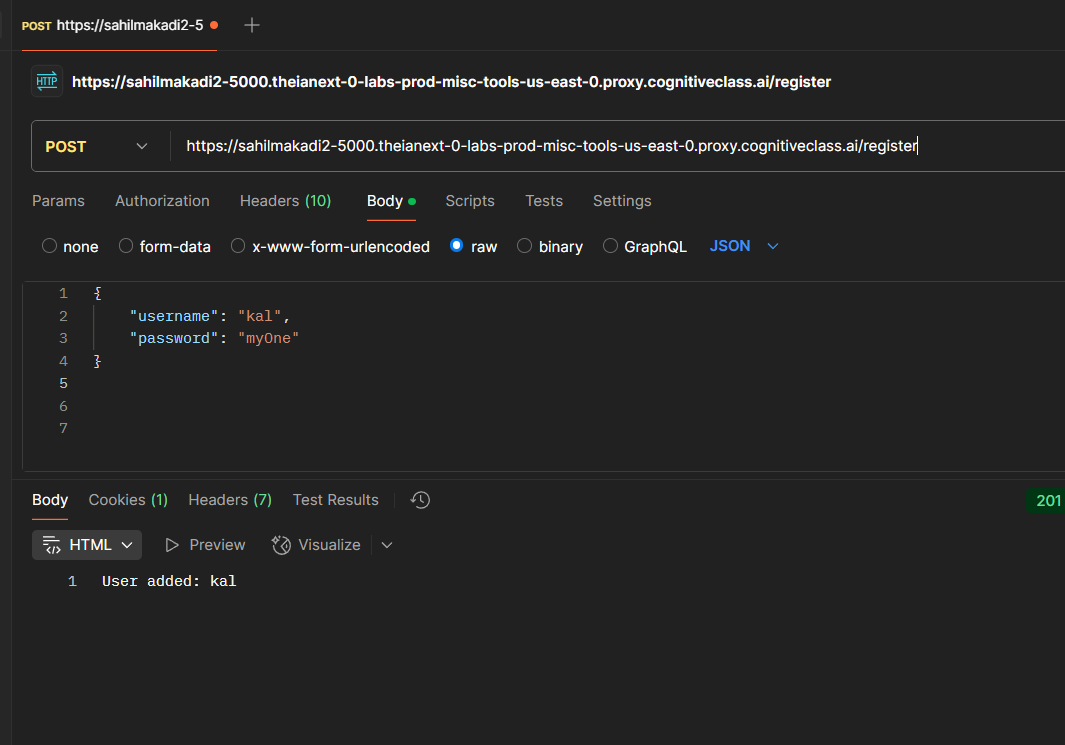 POST https://sahilmakadi2-5
HTTP https://sahilmakadi2-5000.theianext-0-labs-prod-misc-tools-us-east-0.proxy.cognitiveclass.ai/register
POST https://sahilmakadi2-5000.theianext-0-labs-prod-misc-tools-us-east-0.proxy.cognitiveclass.ai/register
Params Authorization Headers (10) Body Scripts Tests Settings
none form-data x-www-form-urlencoded raw binary GraphQL JSON
1 {
2 "username": "kal",
3 "password": "myOne"
4 }
5
6
7
Body Cookies (1) Headers (7) Test Results 201
HTML Preview Visualize
1 User added: kal